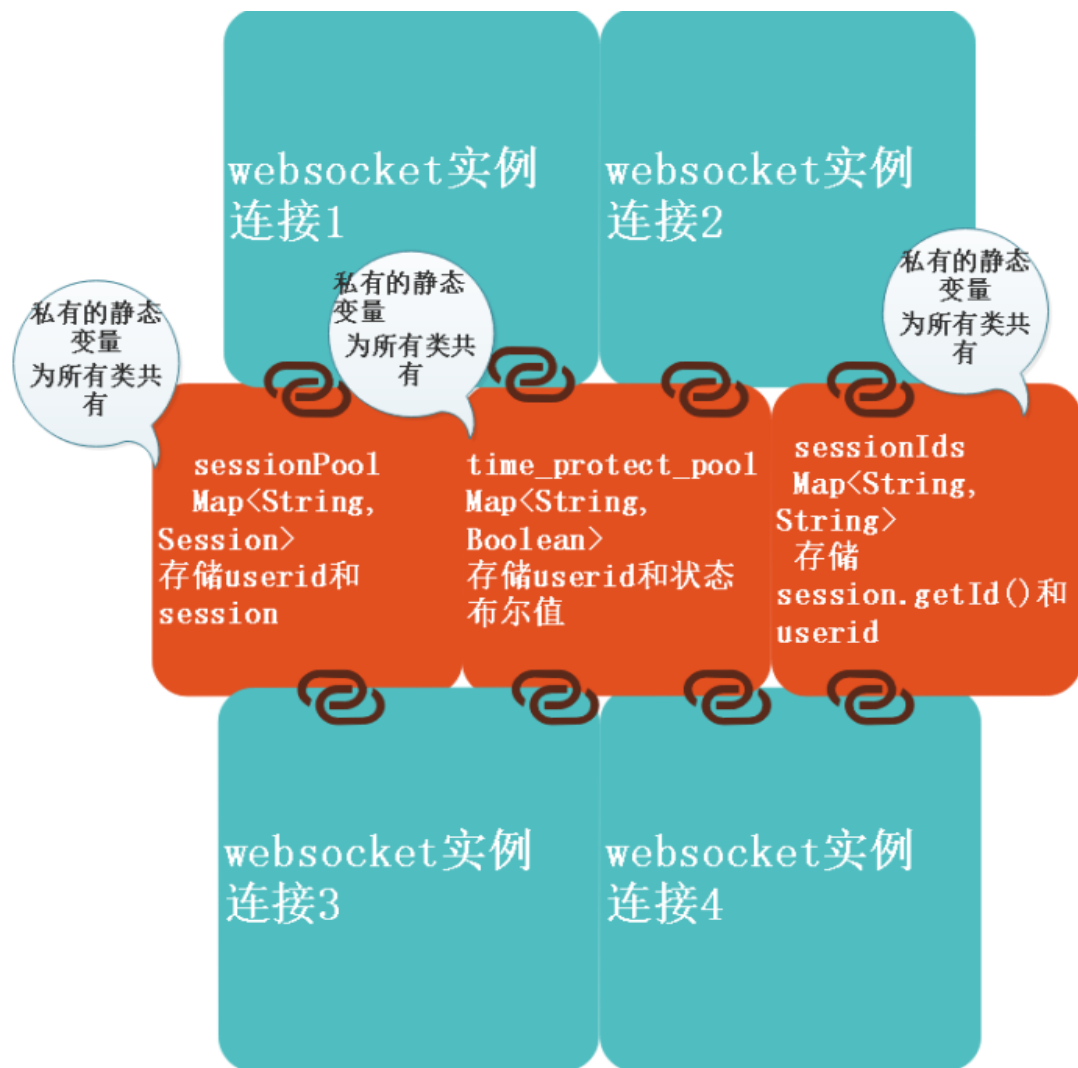 websocket实例
连接1
websocket实例
连接2
私有的静态
变量
为所有类共
有
私有的静态
变量
为所有类共
有
私有的静态
变量
为所有类共
有
sessionPool
Map<String,
Session>
存储userid和
session
time_protect_pool
Map<String,
Boolean>
存储userid和状态
布尔值
sessionIds
Map<String,
String>
存储
session.getId()和
userid
websocket实例
连接3
websocket实例
连接4